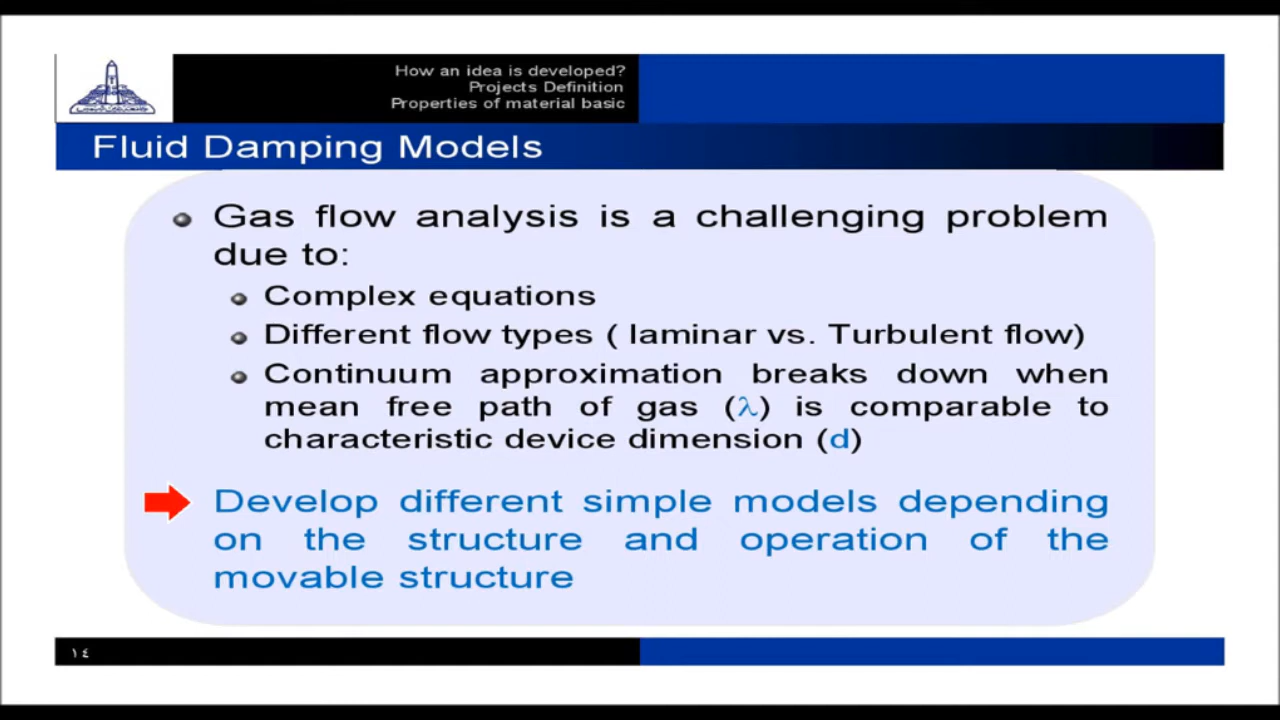 How an idea is developed?
Projects Definition
Properties of material basic
Fluid Damping Models
Gas flow analysis is a challenging problem
due to:
Complex equations
Different flow types ( laminar vs. Turbulent flow)
Continuum approximation breaks down when
mean free path of gas (λ) is comparable to
characteristic device dimension (d)
Develop different simple models depending
on the structure and operation of the
movable structure
١٤